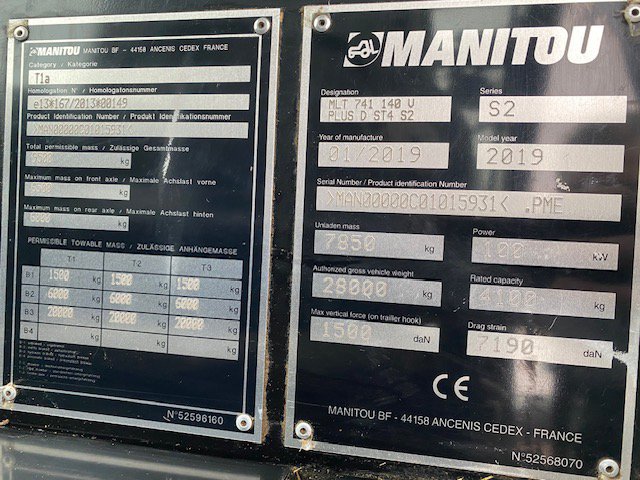 MANITOU MANITOU BF - 44158 ANCENIS CEDEX FRANCE
Category / Kategorie
T1a
Homologation N° / Homologatonsnummer
e13*167/2013*00149
Product Identification Number / Produkt Identifikationsnummer
>MAN00000C01015931<
Total permissible mass / Zulässige Gesamtmasse
kg
Maximum mass on front axle / Maximale Achslast vorne
kg
Maximum mass on rear axle / Maximale Achslast hinten
6000 kg
PERMISSIBLE TOWABLE MASS / ZULÄSSIGE ANHÄNGEMASSE
T1 T2 T3
B1 1500 kg 1500 kg 1500 kg
B2 6000 kg 6000 kg 6000 kg
B3 20000 kg 20000 kg 20000 kg
B4 kg kg kg
N°52596160
MANITOU
Designation
MLT 741 140 V
PLUS D ST4 S2
Series
S2
Year of manufacture
01/2019
Model year
2019
Serial Number / Product identification Number
>MAN00000C01015931< .PME
Unladen mass
7850 kg
Power
100 kW
Authorized gross vehicle weight
28000 kg
Rated capacity
4100 kg
Max vertical force (on trailler hook)
1500 daN
Drag strain
7190 daN
CE
MANITOU BF - 44158 ANCENIS CEDEX - FRANCE
N°52568070